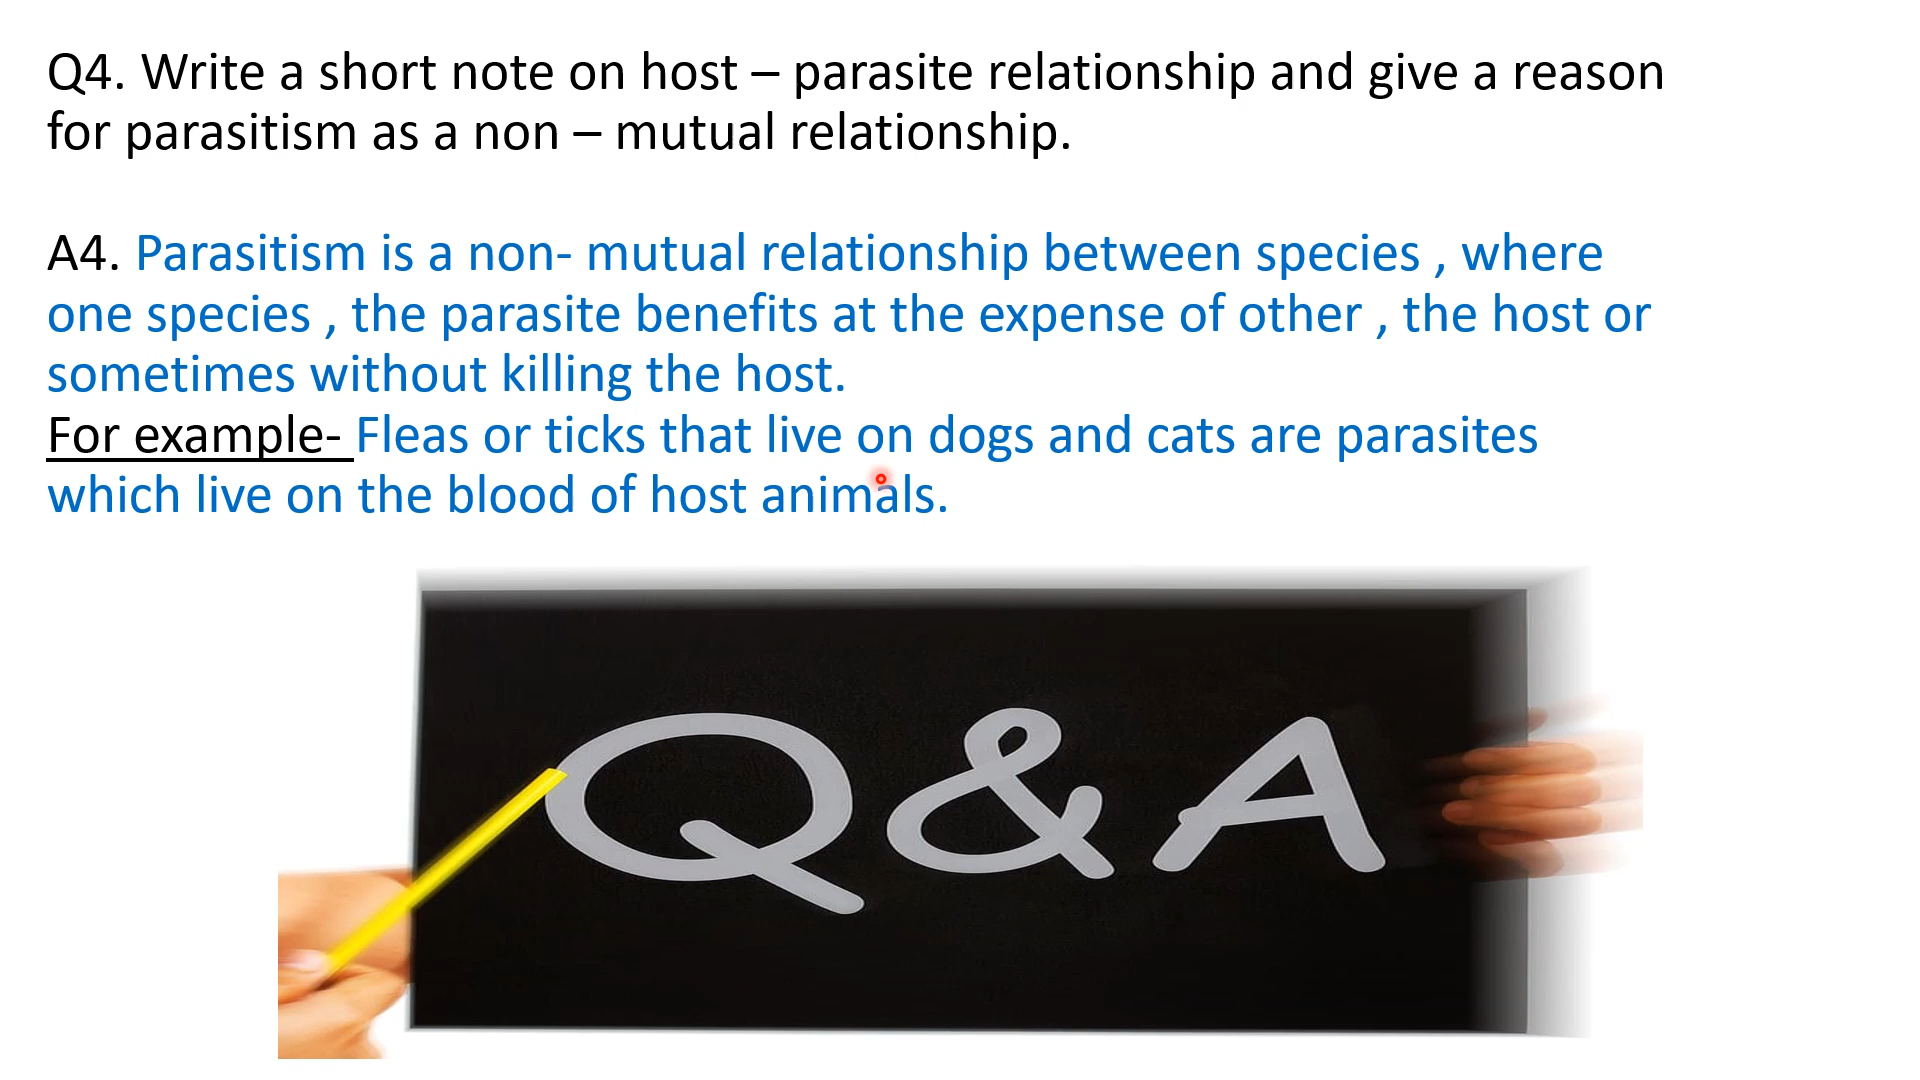 Q4. Write a short note on host – parasite relationship and give a reason
for parasitism as a non – mutual relationship.
A4. Parasitism is a non- mutual relationship between species , where
one species , the parasite benefits at the expense of other , the host or
sometimes without killing the host.
For example- Fleas or ticks that live on dogs and cats are parasites
which live on the blood of host animals.
Q&A